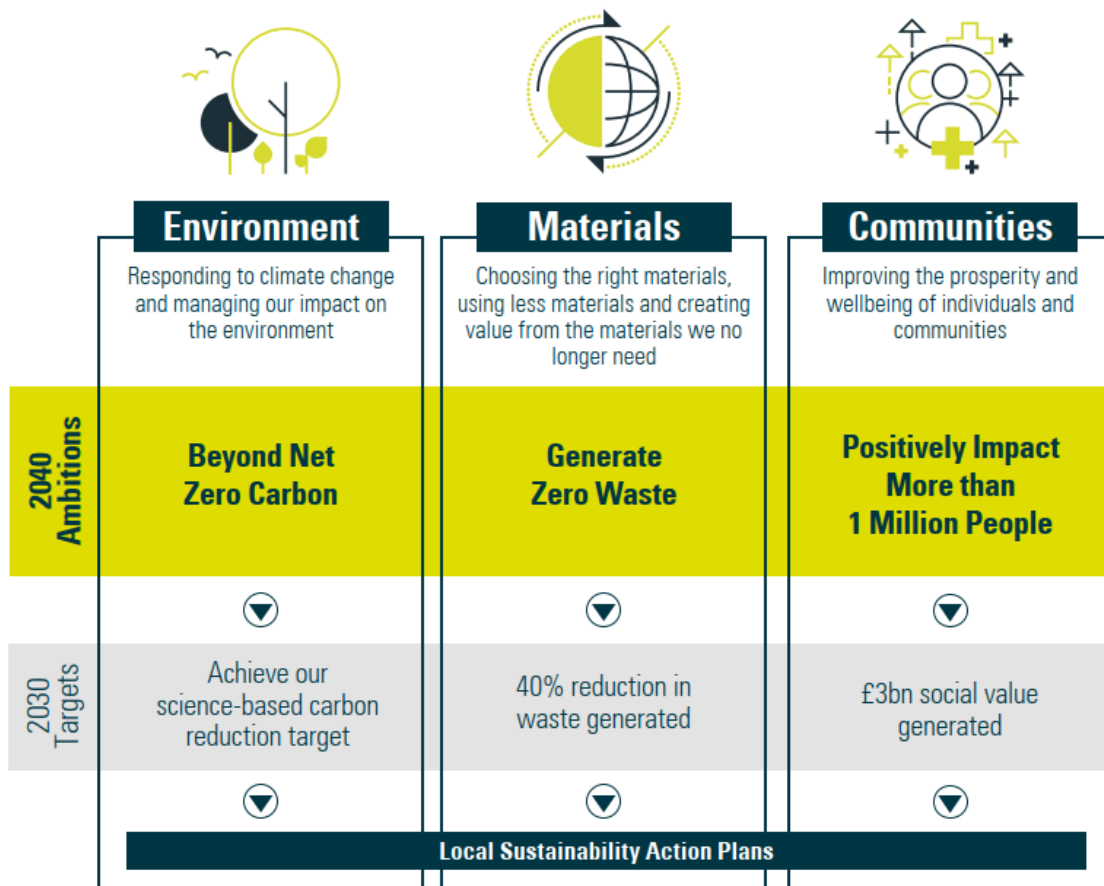 Environment
Responding to climate change
and managing our impact on
the environment
Materials
Choosing the right materials,
using less materials and creating
value from the materials we no
longer need
Communities
Improving the prosperity and
wellbeing of individuals and
communities
2040
Ambitions
Beyond Net
Zero Carbon
Generate
Zero Waste
Positively Impact
More than
1 Million People
2030
Targets
Achieve our
science-based carbon
reduction target
40% reduction in
waste generated
£3bn social value
generated
Local Sustainability Action Plans